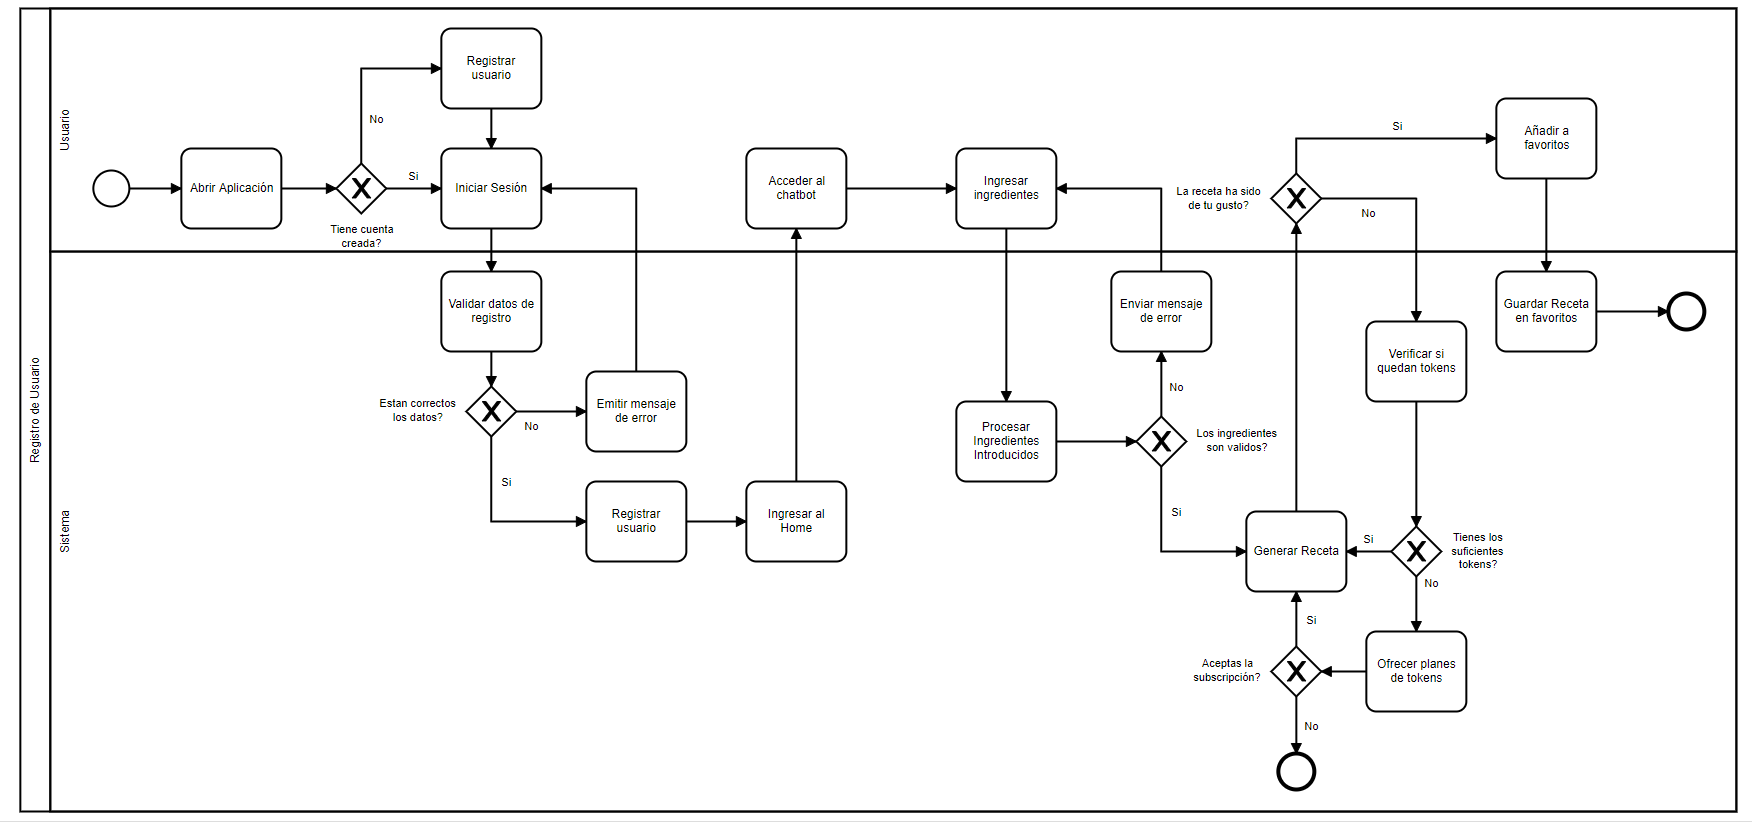 Registro de Usuario
Usuario
Abrir Aplicación
Tiene cuenta
creada?
No
Si
Registrar
usuario
Iniciar Sesión
Acceder al
chatbot
Ingresar
ingredientes
La receta ha sido
de tu gusto?
Si
No
Añadir a
favoritos
Sistema
Validar datos de
registro
Estan correctos
los datos?
No
Si
Emitir mensaje
de error
Registrar
usuario
Ingresar al
Home
Procesar
Ingredientes
Introducidos
Enviar mensaje
de error
No
Los ingredientes
son validos?
Si
Generar Receta
Verificar si
quedan tokens
Guardar Receta
en favoritos
Si
Tienes los
suficientes
tokens?
No
Ofrecer planes
de tokens
Aceptas la
subscripción?
Si
No